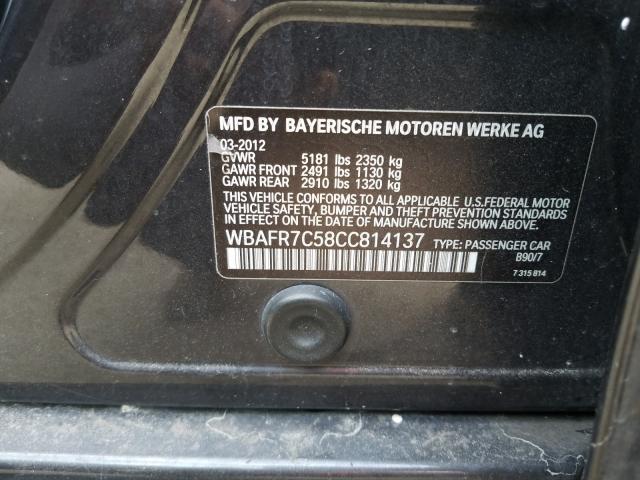 MFD BY BAYERISCHE MOTOREN WERKE AG
03-2012
GVWR 5181 lbs 2350 kg
GAWR FRONT 2491 lbs 1130 kg
GAWR REAR 2910 lbs 1320 kg
THIS VEHICLE CONFORMS TO ALL APPLICABLE U.S.FEDERAL MOTOR
VEHICLE SAFETY, BUMPER AND THEFT PREVENTION STANDARDS
IN EFFECT ON THE DATE OF MANUFACTURE SHOWN ABOVE.
WBAFR7C58CC814137 TYPE: PASSENGER CAR
B90/7
7 315 814